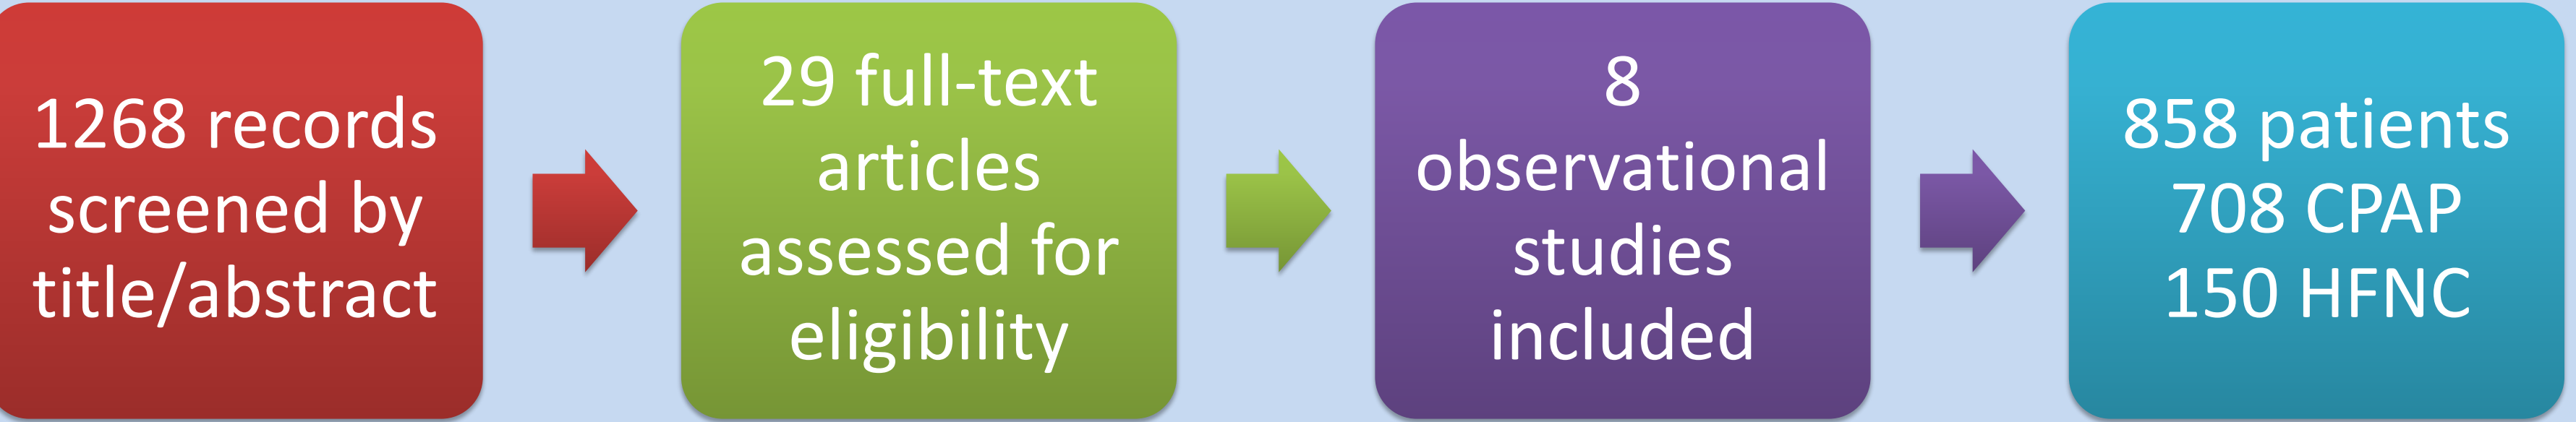 1268 records
screened by
title/abstract
29 full-text
articles
assessed for
eligibility
8
observational
studies
included
858 patients
708 CPAP
150 HFNC